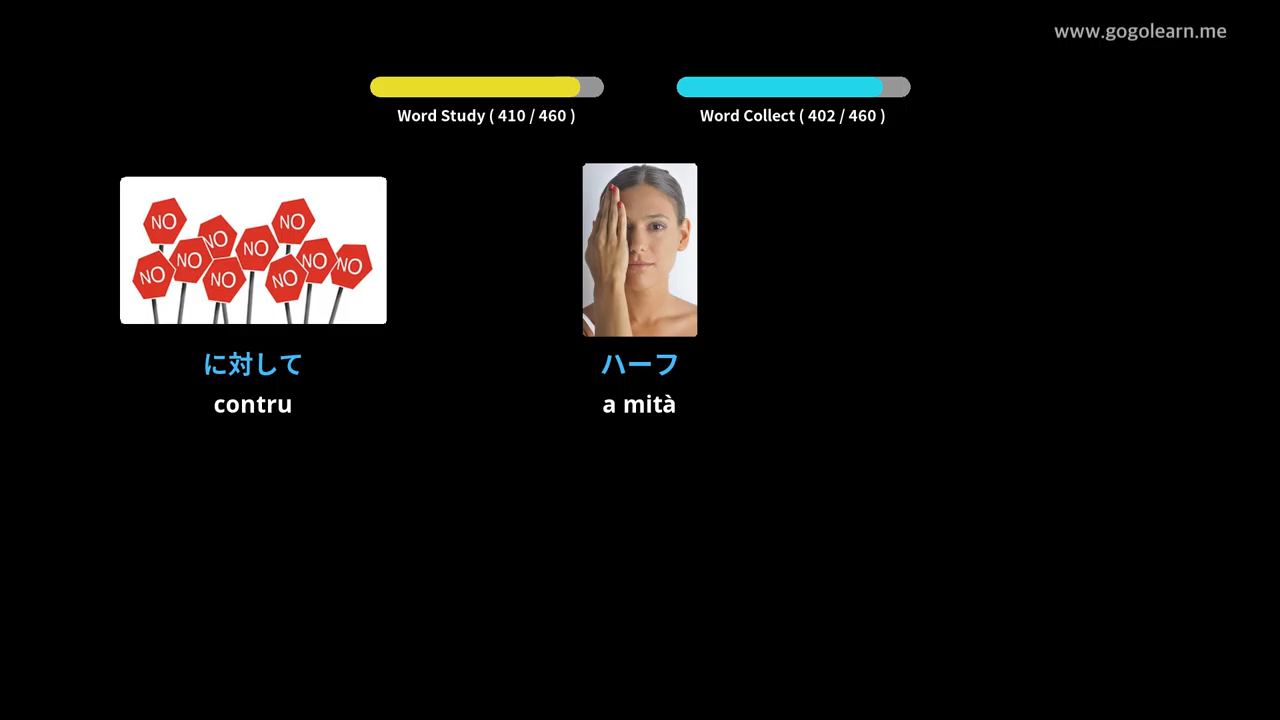 www.gogolearn.me
Word Study ( 410 / 460 )
Word Collect ( 402 / 460 )
NO
NO
NO
NO
NO
NO
NO
NO
NO
NO
に対して
ハーフ
contru
a mità